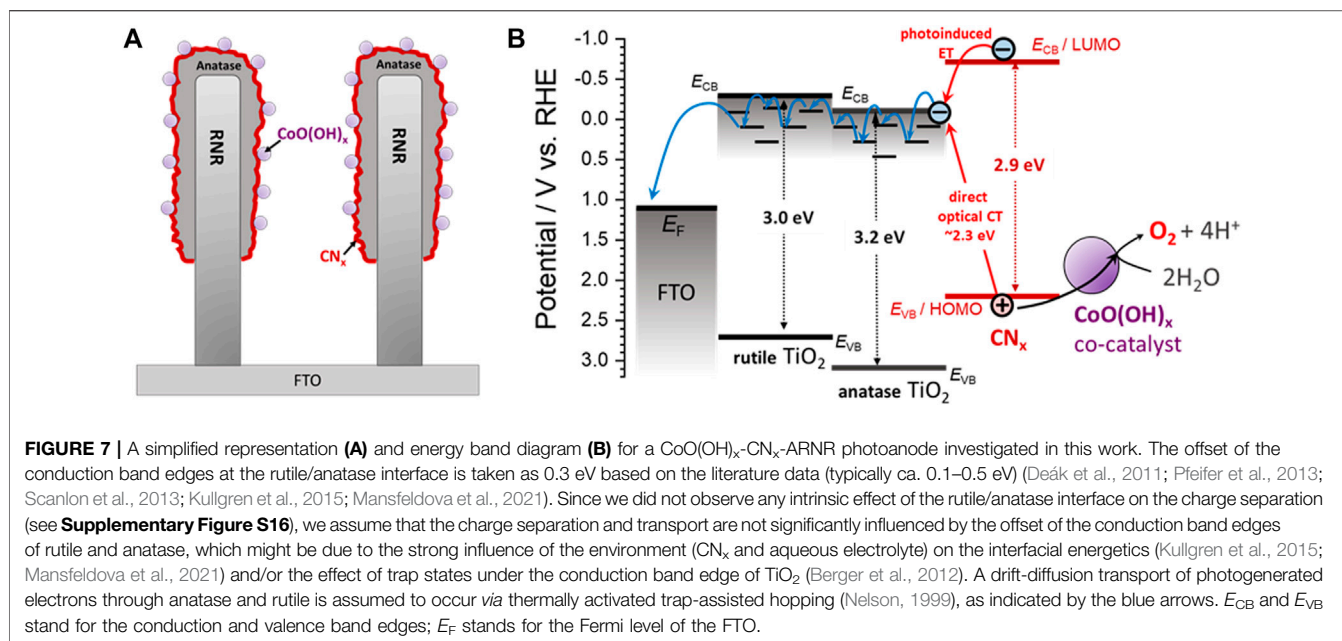 A
Anatase
Anatase
RNR
RNR
CoO(OH)ₓ
CNₓ
FTO
B
Potential / V vs. RHE
-1.0
-0.5
0.0
0.5
1.0
1.5
2.0
2.5
3.0
E_CB
E_CB
photoinduced
ET
E_CB / LUMO
2.9 eV
direct
optical CT
~2.3 eV
3.0 eV
3.2 eV
E_F
FTO
O₂ + 4H⁺
2H₂O
E_VB / HOMO
CNₓ
CoO(OH)ₓ
co-catalyst
E_VB
rutile TiO₂
E_VB
anatase TiO₂
FIGURE 7 | A simplified representation (A) and energy band diagram (B) for a CoO(OH)ₓ-CNₓ-ARNR photoanode investigated in this work. The offset of the
conduction band edges at the rutile/anatase interface is taken as 0.3 eV based on the literature data (typically ca. 0.1–0.5 eV) (Deák et al., 2011; Pfeifer et al., 2013;
Scanlon et al., 2013; Kullgren et al., 2015; Mansfeldova et al., 2021). Since we did not observe any intrinsic effect of the rutile/anatase interface on the charge separation
(see Supplementary Figure S16), we assume that the charge separation and transport are not significantly influenced by the offset of the conduction band edges
of rutile and anatase, which might be due to the strong influence of the environment (CNₓ and aqueous electrolyte) on the interfacial energetics (Kullgren et al., 2015;
Mansfeldova et al., 2021) and/or the effect of trap states under the conduction band edge of TiO₂ (Berger et al., 2012). A drift-diffusion transport of photogenerated
electrons through anatase and rutile is assumed to occur via thermally activated trap-assisted hopping (Nelson, 1999), as indicated by the blue arrows. E_CB and E_VB
stand for the conduction and valence band edges; E_F stands for the Fermi level of the FTO.